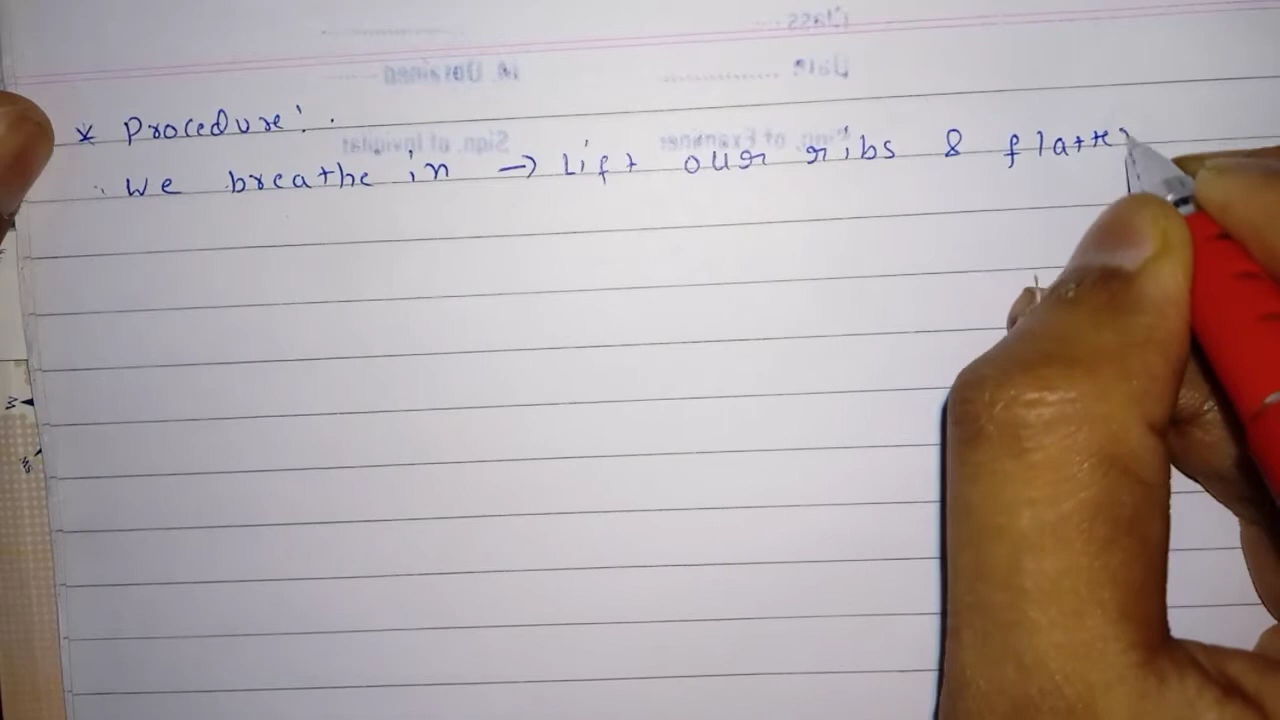 * Procedure:
We breathe in → Lift our ribs & flatte